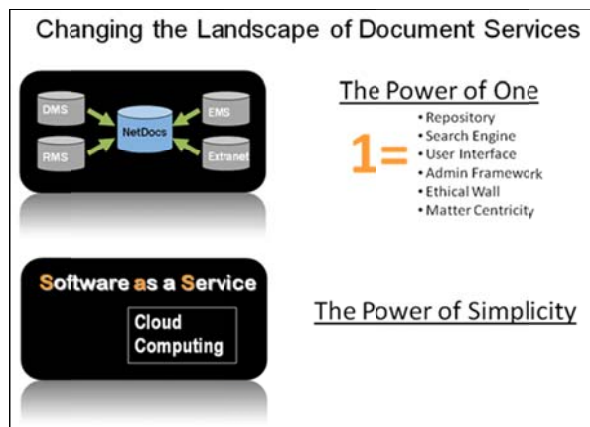 Changing the Landscape of Document Services
DMS
EMS
NetDocs
RMS
Extranet
The Power of One
1=
• Repository
• Search Engine
• User Interface
• Admin Framework
• Ethical Wall
• Matter Centricity
Software as a Service
Cloud
Computing
The Power of Simplicity